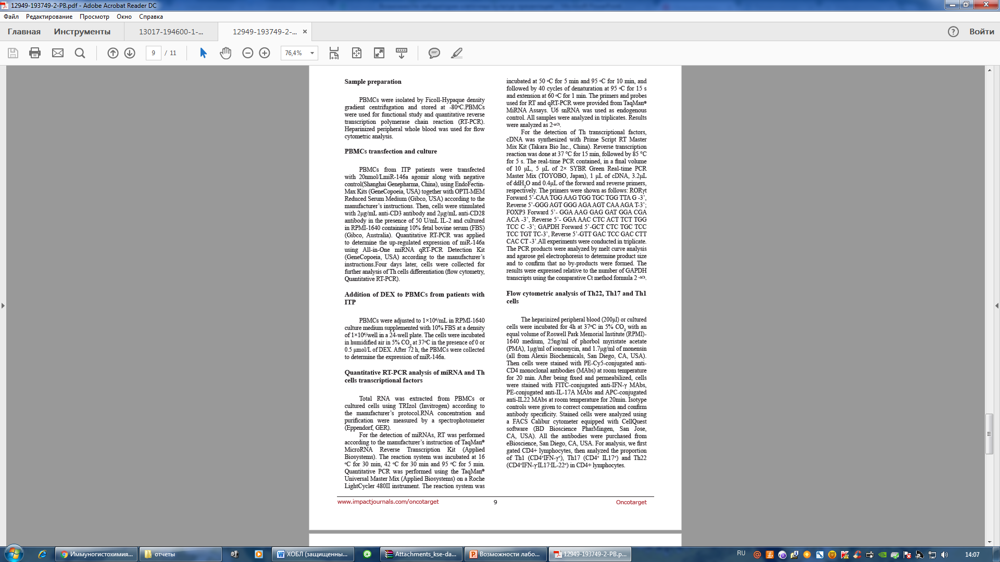 12949-193749-2-PB.pdf - Adobe Acrobat Reader DC
Файл Редактирование Просмотр Окно Справка
Главная Инструменты 13017-194600-1-... 12949-193749-2-... Войти
9 / 11 76,4%
Sample preparation
PBMCs were isolated by Ficoll-Hypaque density
gradient centrifugation and stored at -80ºC.PBMCs
were used for functional study and quantitative reverse
transcription polymerase chain reaction (RT-PCR).
Heparinized peripheral whole blood was used for flow
cytometric analysis.
PBMCs transfection and culture
PBMCs from ITP patients were transfected
with 20nmol/LmiR-146a agomir along with negative
control(Shanghai Genepharma, China), using EndoFectin-
Max Kits (GeneCopoeia, USA) together with OPTI-MEM
Reduced Serum Medium (Gibco, USA) according to the
manufacturer’s instructions. Then, cells were stimulated
with 2μg/mL anti-CD3 antibody and 2μg/mL anti-CD28
antibody in the presence of 50 U/mL IL-2 and cultured
in RPMI-1640 containing 10% fetal bovine serum (FBS)
(Gibco, Australia). Quantitative RT-PCR was applied
to determine the up-regulated expression of miR-146a
using All-in-One miRNA qRT-PCR Detection Kit
(GeneCopoeia, USA) according to the manufacturer’s
instructions.Four days later, cells were collected for
further analysis of Th cells differentiation (flow cytometry,
Quantitative RT-PCR).
Addition of DEX to PBMCs from patients with
ITP
PBMCs were adjusted to 1×10⁶/mL in RPMI-1640
culture medium supplemented with 10% FBS at a density
of 1×10⁶/well in a 24-well plate. The cells were incubated
in humidified air in 5% CO₂ at 37ºC in the presence of 0 or
0.5 μmol/L of DEX. After 72 h, the PBMCs were collected
to determine the expression of miR-146a.
Quantitative RT-PCR analysis of miRNA and Th
cells transcriptional factors
Total RNA was extracted from PBMCs or
cultured cells using TRIzol (Invitrogen) according to
the manufacturer’s protocol.RNA concentration and
purification were measured by a spectrophotometer
(Eppendorf, GER).
For the detection of miRNAs, RT was performed
according to the manufacturer’s instruction of TaqMan®
MicroRNA Reverse Transcription Kit (Applied
Biosystems). The reaction system was incubated at 16
ºC for 30 min, 42 ºC for 30 min and 95 ºC for 5 min.
Quantitative PCR was performed using the TaqMan®
Universal Master Mix (Applied Biosystems) on a Roche
LightCycler 480II instrument. The reaction system was
incubated at 50 ºC for 5 min and 95 ºC for 10 min, and
followed by 40 cycles of denaturation at 95 ºC for 15 s
and extension at 60 ºC for 1 min. The primers and probes
used for RT and qRT-PCR were provided from TaqMan®
MiRNA Assays. U6 snRNA was used as endogenous
control. All samples were analyzed in triplicates. Results
were analyzed as 2-ΔCt.
For the detection of Th transcriptional factors,
cDNA was synthesized with Prime Script RT Master
Mix Kit (Takara Bio Inc., China). Reverse transcription
reaction was done at 37 °C for 15 min, followed by 85 °C
for 5 s. The real-time PCR contained, in a final volume
of 10 μL, 5 μL of 2× SYBR Green Real-time PCR
Master Mix (TOYOBO, Japan), 1 μL of cDNA, 3.2μL
of ddH₂O and 0.4μL of the forward and reverse primers,
respectively. The primers were shown as follows: RORγt
Forward 5’-CAA TGG AAG TGG TGC TGG TTA G -3’,
Reverse 5’-GGG AGT GGG AGA AGT CAA AGA T-3’;
FOXP3 Forward 5’- GGA AAG GAG GAT GGA CGA
ACA -3’, Reverse 5’- GGA AAC CTC ACT TCT TGG
TCC C -3’; GAPDH Forward 5’-GCT CTC TGC TCC
TCC TGT TC-3’, Reverse 5’-GTT GAC TCC GAC CTT
CAC CT -3’.All experiments were conducted in triplicate.
The PCR products were analyzed by melt curve analysis
and agarose gel electrophoresis to determine product size
and to confirm that no by-products were formed. The
results were expressed relative to the number of GAPDH
transcripts using the comparative Ct method formula 2 -ΔCt.
Flow cytometric analysis of Th22, Th17 and Th1
cells
The heparinized peripheral blood (200μl) or cultured
cells were incubated for 4h at 37ºC in 5% CO₂ with an
equal volume of Roswell Park Memorial Institute (RPMI)-
1640 medium, 25ng/ml of phorbol myristate acetate
(PMA), 1μg/ml of ionomycin, and 1.7μg/ml of monensin
(all from Alexis Biochemicals, San Diego, CA, USA).
Then cells were stained with PE-Cy5-conjugated anti-
CD4 monoclonal antibodies (MAbs) at room temperature
for 20 min. After being fixed and permeabilized, cells
were stained with FITC-conjugated anti-IFN-γ MAbs,
PE-conjugated anti-IL-17A MAbs and APC-conjugated
anti-IL22 MAbs at room temperature for 20min. Isotype
controls were given to correct compensation and confirm
antibody specificity. Stained cells were analyzed using
a FACS Calibur cytometer equipped with CellQuest
software (BD Bioscience PharMingen, San Jose,
CA, USA). All the antibodies were purchased from
eBioscience, San Diego, CA, USA. For analysis, we first
gated CD4+ lymphocytes, then analyzed the proportion
of Th1 (CD4⁺IFN-γ⁺), Th17 (CD4⁺ IL17⁺) and Th22
(CD4⁺IFN-γ⁻IL17⁻IL-22⁺) in CD4+ lymphocytes.
www.impactjournals.com/oncotarget 9 Oncotarget
Иммуногистохимия... отчеты ХОБЛ (защищенны... Attachments_kse-da... Возможности лабо... 12949-193749-2-PB.p... RU 14:07